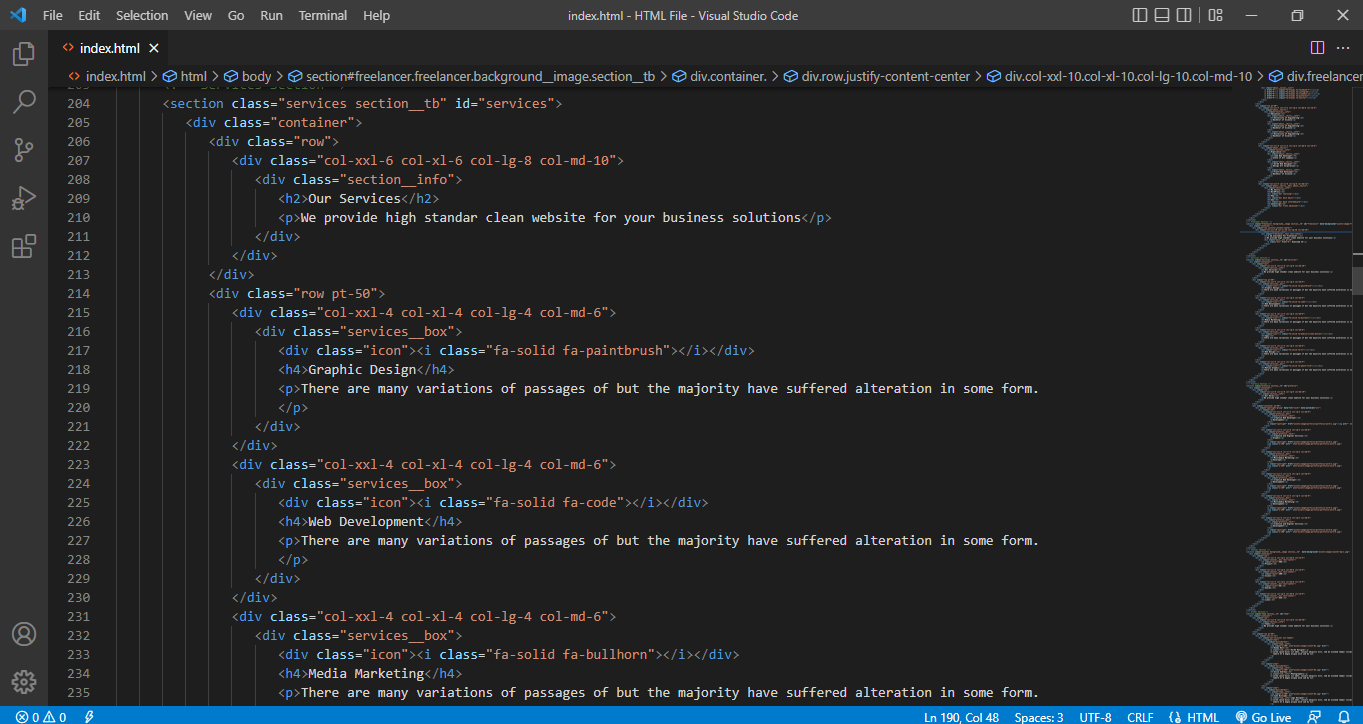 File Edit Selection View Go Run Terminal Help
index.html - HTML File - Visual Studio Code
index.html
index.html > html > body > section#freelancer.freelancer.background__image.section__tb > div.container. > div.row.justify-content-center > div.col-xxl-10.col-xl-10.col-lg-10.col-md-10 > div.freelancer
204 <section class="services section__tb" id="services">
205 <div class="container">
206 <div class="row">
207 <div class="col-xxl-6 col-xl-6 col-lg-8 col-md-10">
208 <div class="section__info">
209 <h2>Our Services</h2>
210 <p>We provide high standar clean website for your business solutions</p>
211 </div>
212 </div>
213 </div>
214 <div class="row pt-50">
215 <div class="col-xxl-4 col-xl-4 col-lg-4 col-md-6">
216 <div class="services__box">
217 <div class="icon"><i class="fa-solid fa-paintbrush"></i></div>
218 <h4>Graphic Design</h4>
219 <p>There are many variations of passages of but the majority have suffered alteration in some form.
220 </p>
221 </div>
222 </div>
223 <div class="col-xxl-4 col-xl-4 col-lg-4 col-md-6">
224 <div class="services__box">
225 <div class="icon"><i class="fa-solid fa-code"></i></div>
226 <h4>Web Development</h4>
227 <p>There are many variations of passages of but the majority have suffered alteration in some form.
228 </p>
229 </div>
230 </div>
231 <div class="col-xxl-4 col-xl-4 col-lg-4 col-md-6">
232 <div class="services__box">
233 <div class="icon"><i class="fa-solid fa-bullhorn"></i></div>
234 <h4>Media Marketing</h4>
235 <p>There are many variations of passages of but the majority have suffered alteration in some form.
0 0 Ln 190, Col 48 Spaces: 3 UTF-8 CRLF {} HTML Go Live